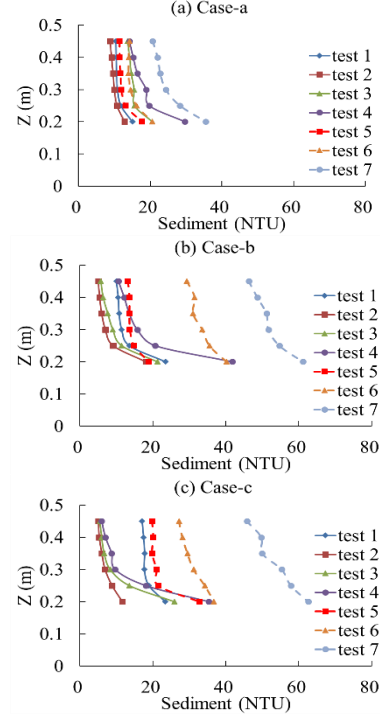 (a) Case-a
0.5
0.4
0.3
0.2
0.1
0
Z (m)
0 20 40 60 80
Sediment (NTU)
test 1
test 2
test 3
test 4
test 5
test 6
test 7
(b) Case-b
0.5
0.4
0.3
0.2
0.1
0
Z (m)
0 20 40 60 80
Sediment (NTU)
test 1
test 2
test 3
test 4
test 5
test 6
test 7
(c) Case-c
0.5
0.4
0.3
0.2
0.1
0
Z (m)
0 20 40 60 80
Sediment (NTU)
test 1
test 2
test 3
test 4
test 5
test 6
test 7